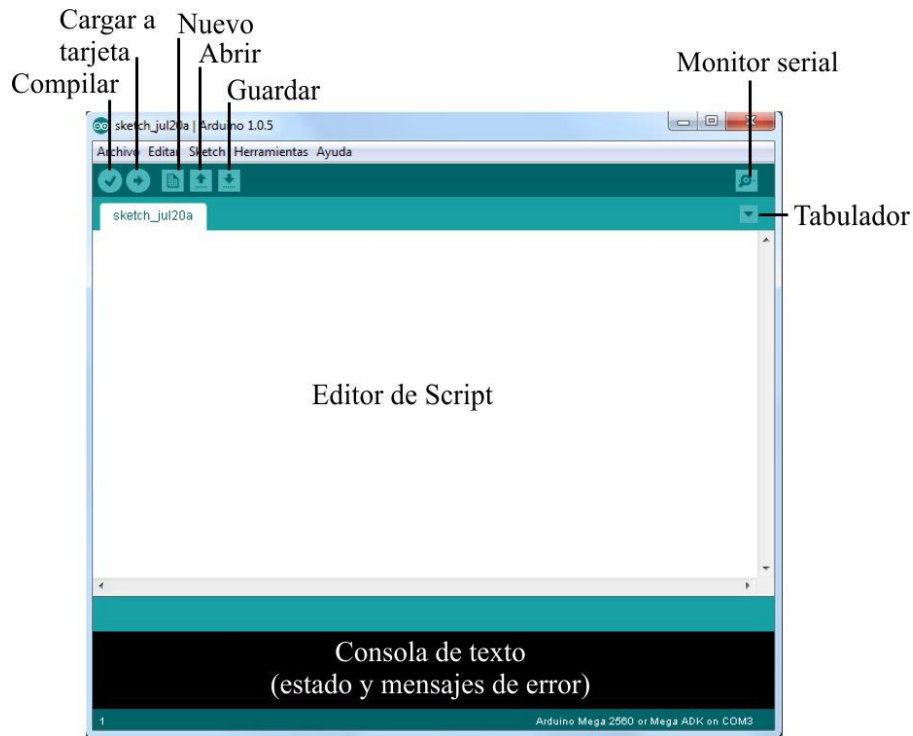 Cargar a
tarjeta
Nuevo
Abrir
Compilar
Guardar
Monitor serial
sketch_jul20a | Arduino 1.0.5
Archivo Editar Sketch Herramientas Ayuda
sketch_jul20a
Tabulador
Editor de Script
Consola de texto
(estado y mensajes de error)
1
Arduino Mega 2560 or Mega ADK on COM3